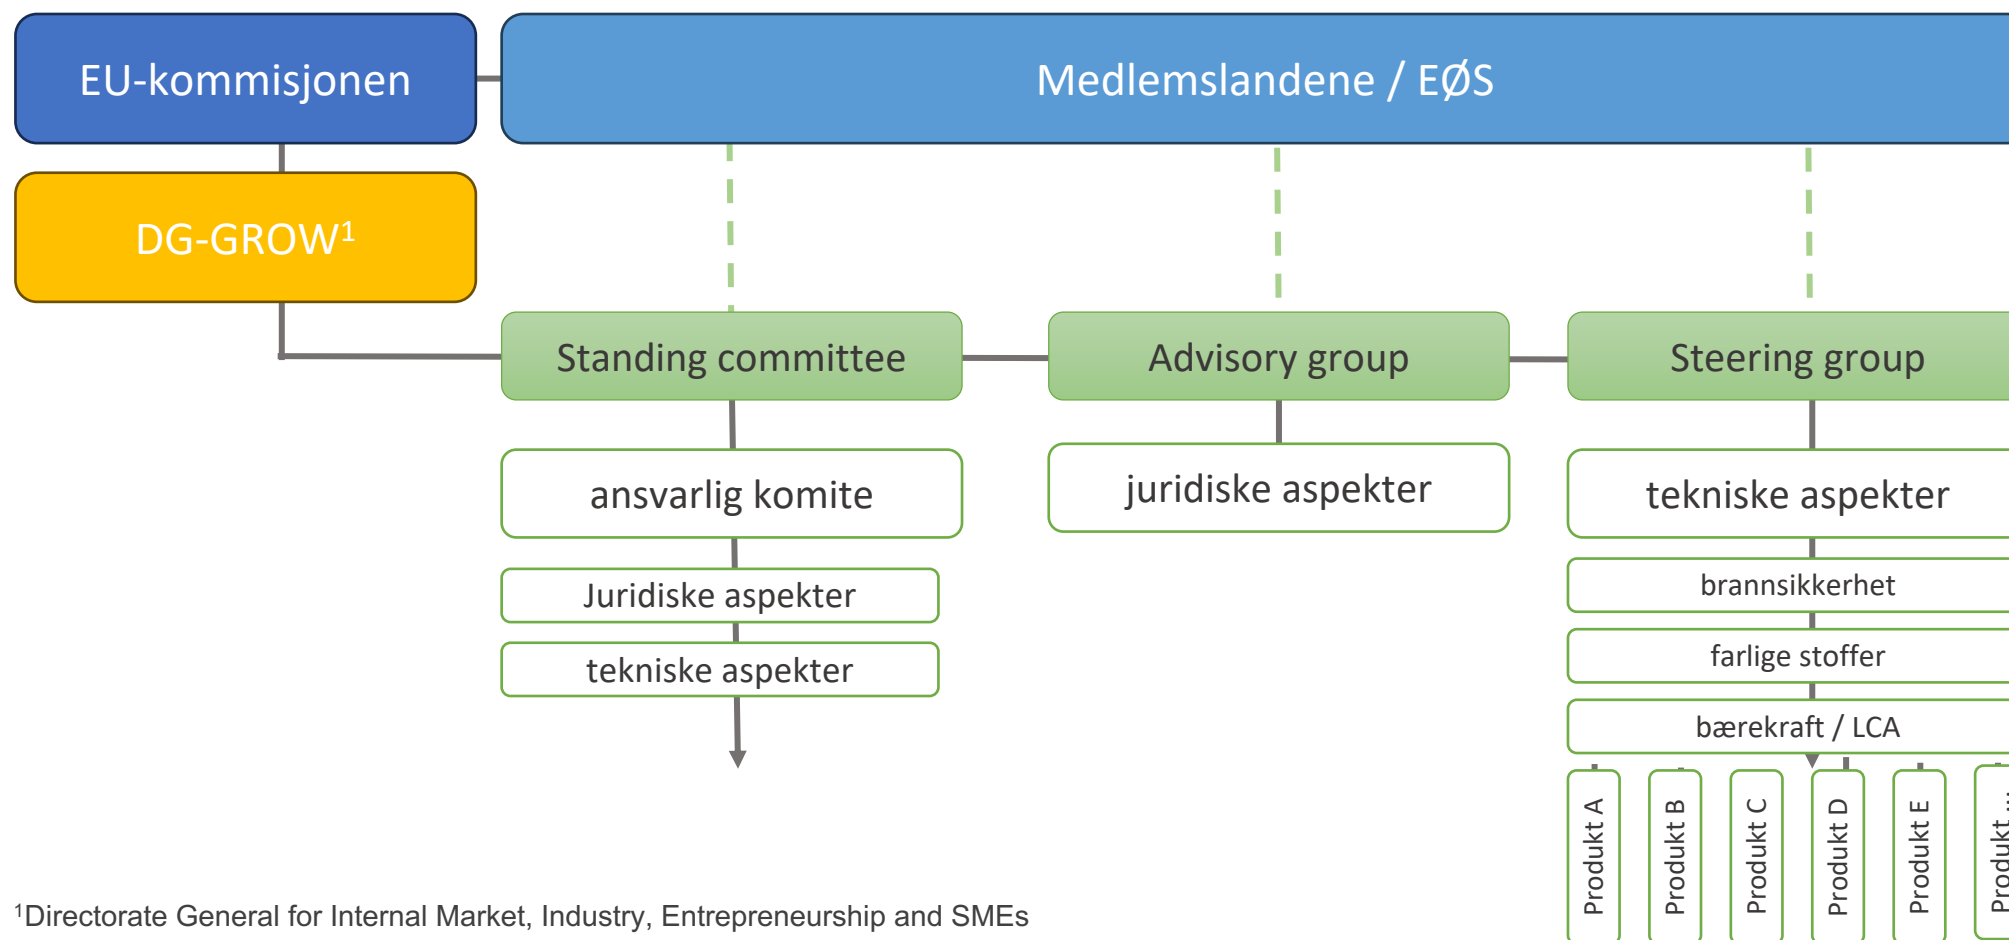 EU-kommisjonen
Medlemslandene / EØS
DG-GROW¹
Standing committee
Advisory group
Steering group
ansvarlig komite
juridiske aspekter
tekniske aspekter
Juridiske aspekter
tekniske aspekter
brannsikkerhet
farlige stoffer
bærekraft / LCA
Produkt A
Produkt B
Produkt C
Produkt D
Produkt E
Produkt ...
¹Directorate General for Internal Market, Industry, Entrepreneurship and SMEs